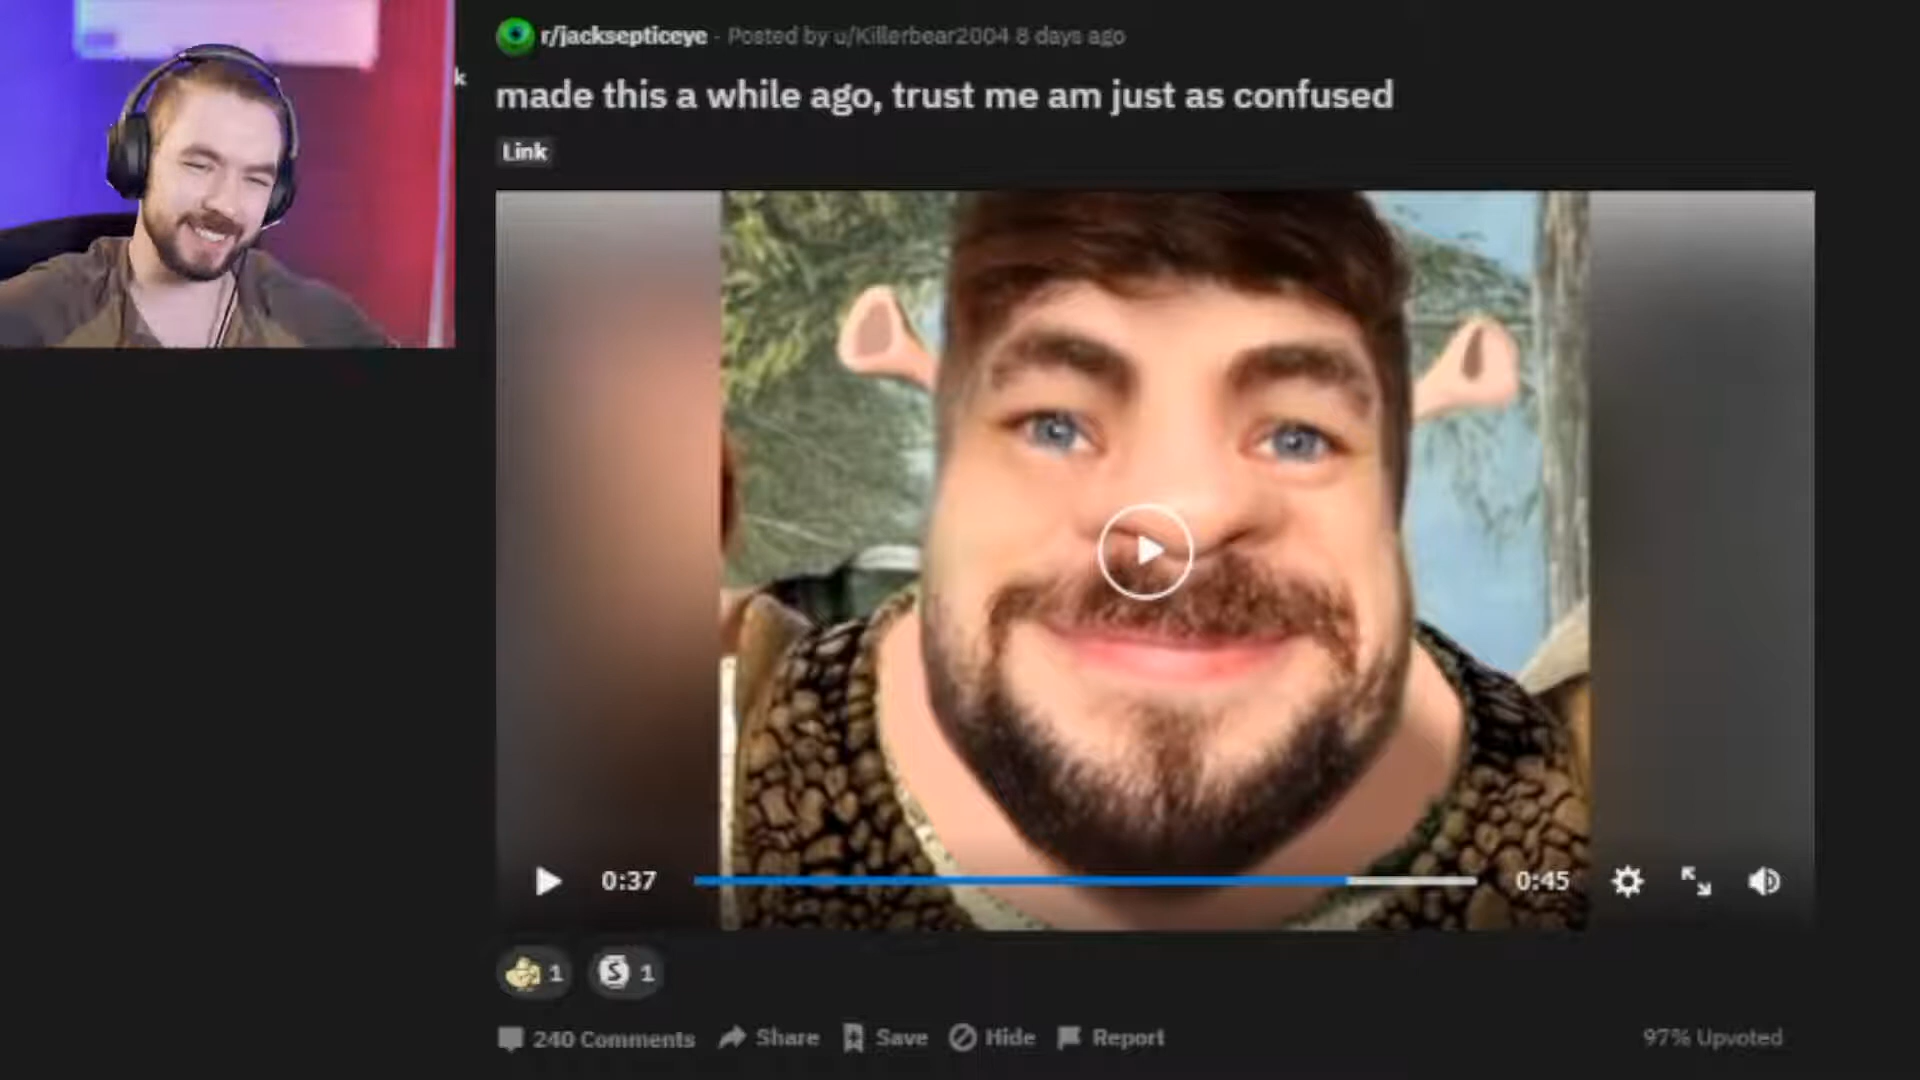 k
r/jacksepticeye · Posted by u/Killerbear2004 8 days ago
made this a while ago, trust me am just as confused
Link
0:37
0:45
1
S 1
240 Comments Share Save Hide Report
97% Upvoted